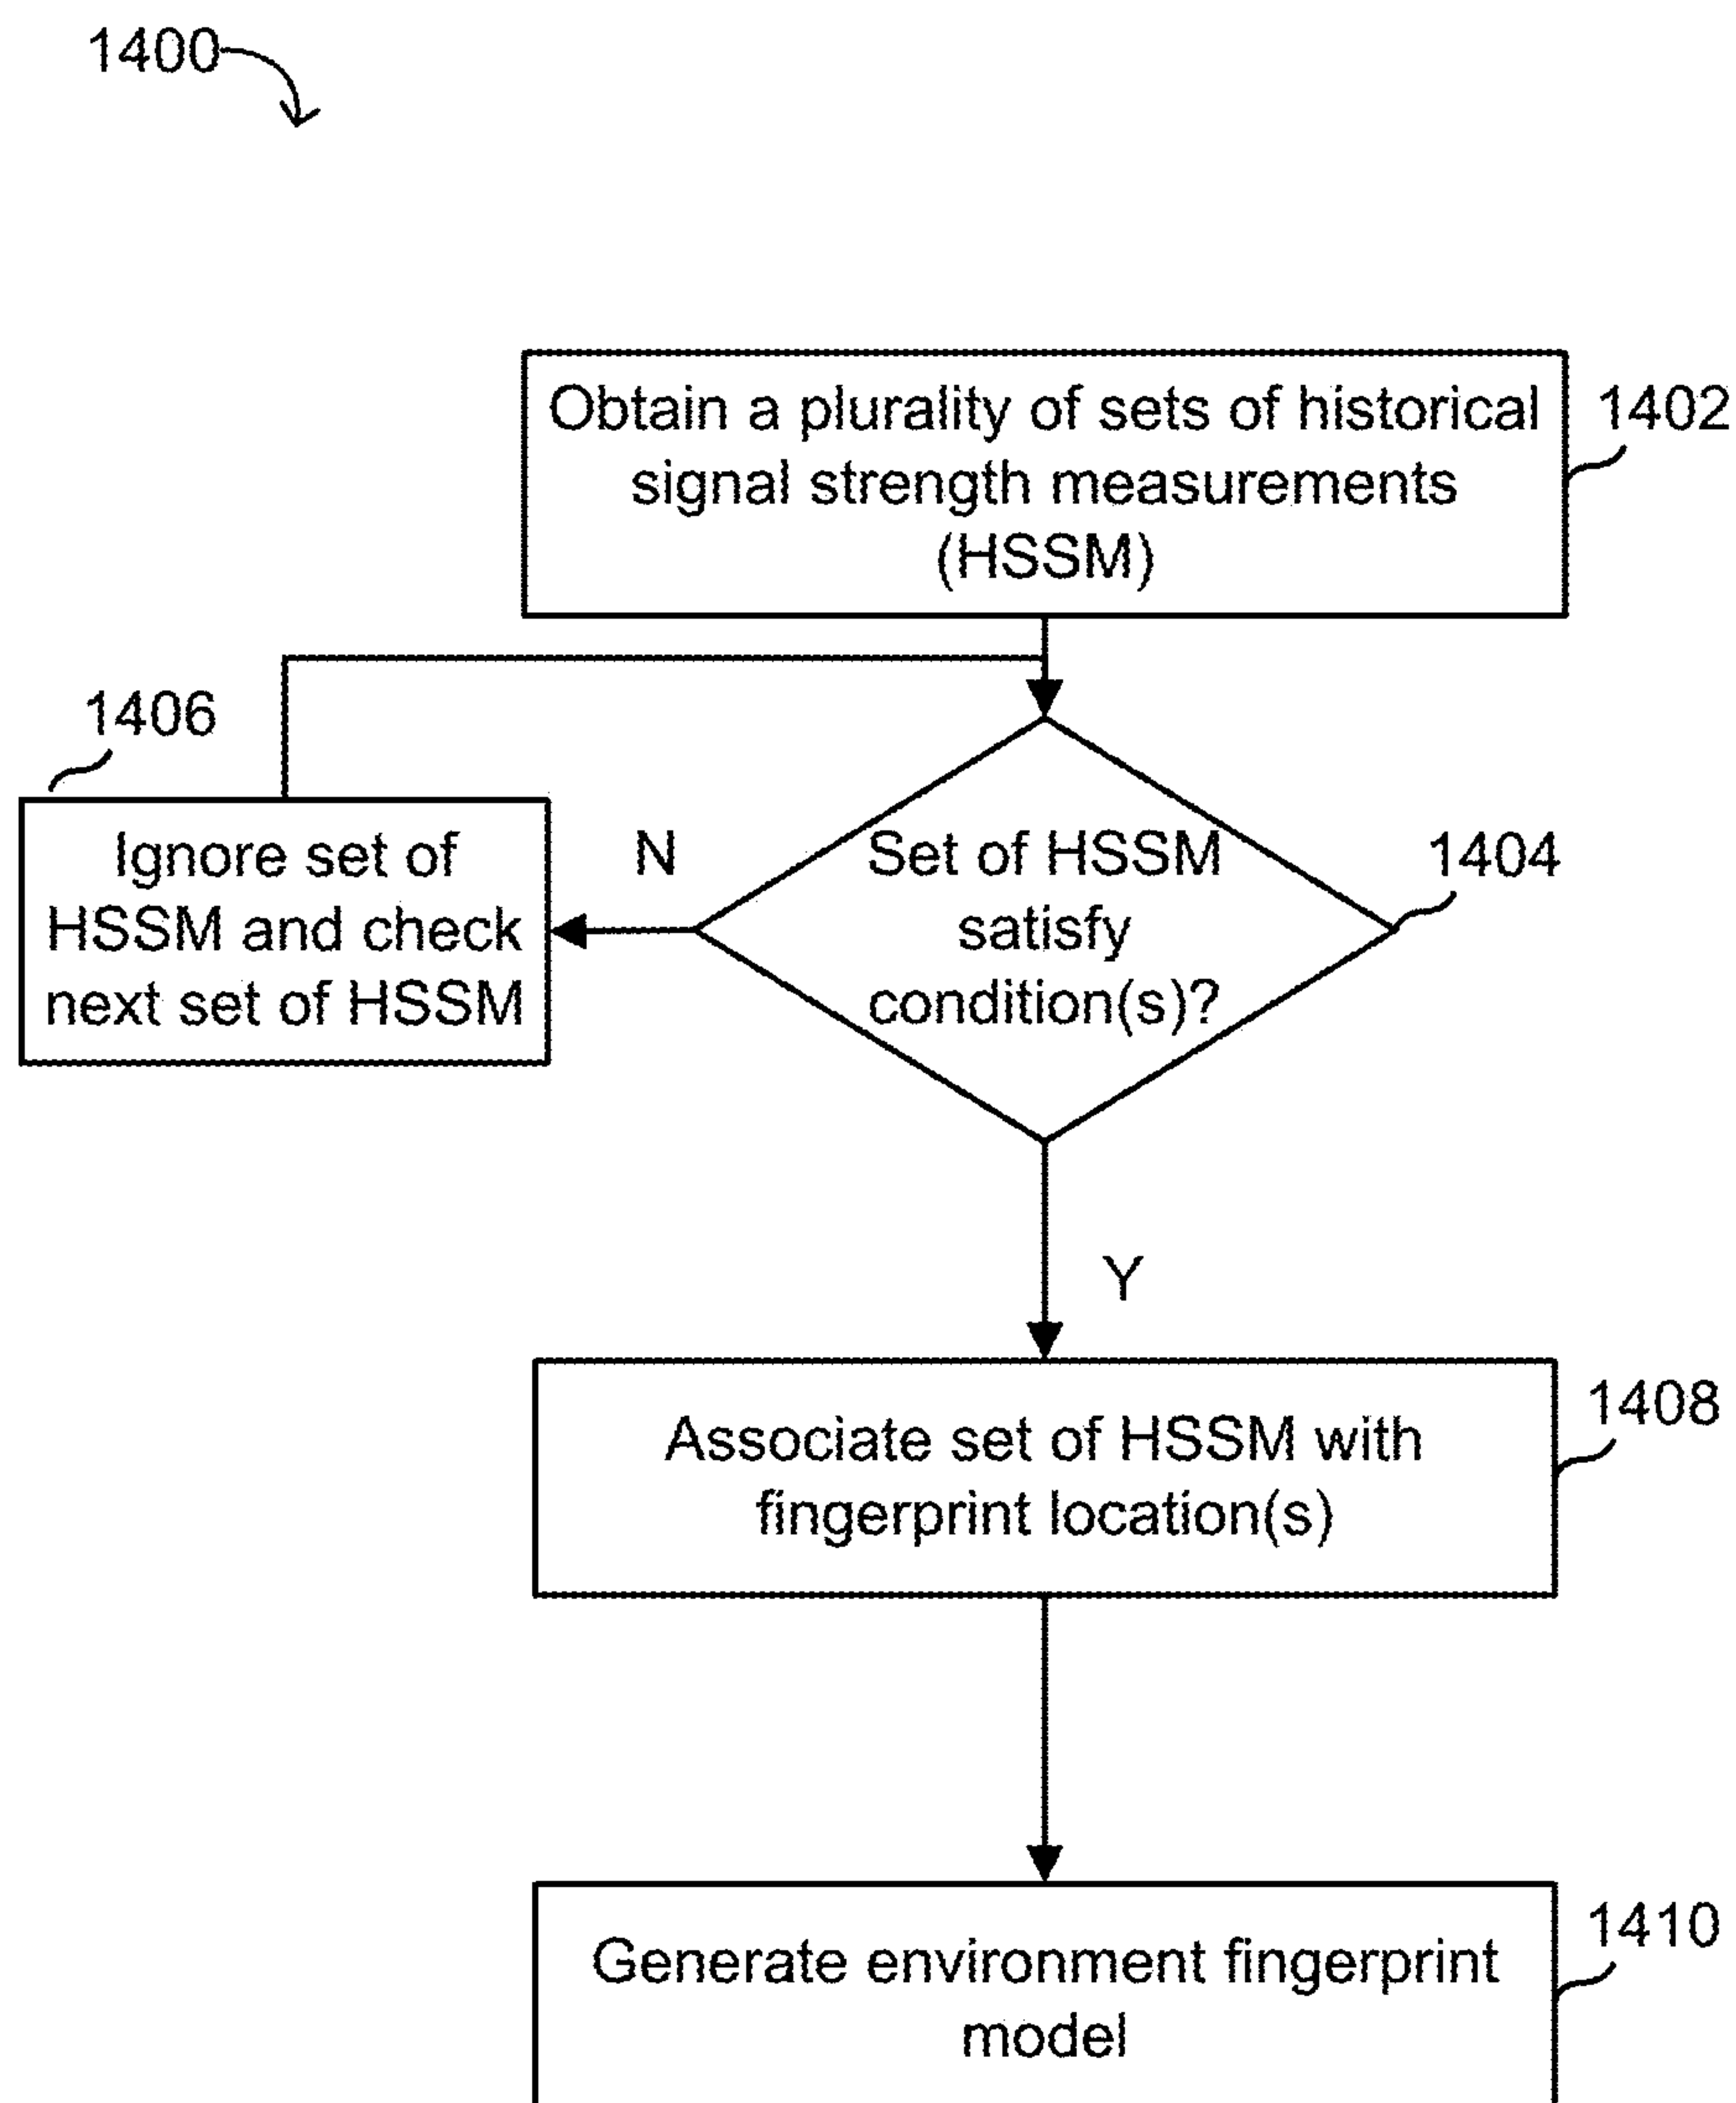 1400
Obtain a plurality of sets of historical
signal strength measurements
(HSSM)
1402
1406
Ignore set of
HSSM and check
next set of HSSM
N
Set of HSSM
satisfy
condition(s)?
1404
Y
Associate set of HSSM with
fingerprint location(s)
1408
Generate environment fingerprint
model
1410